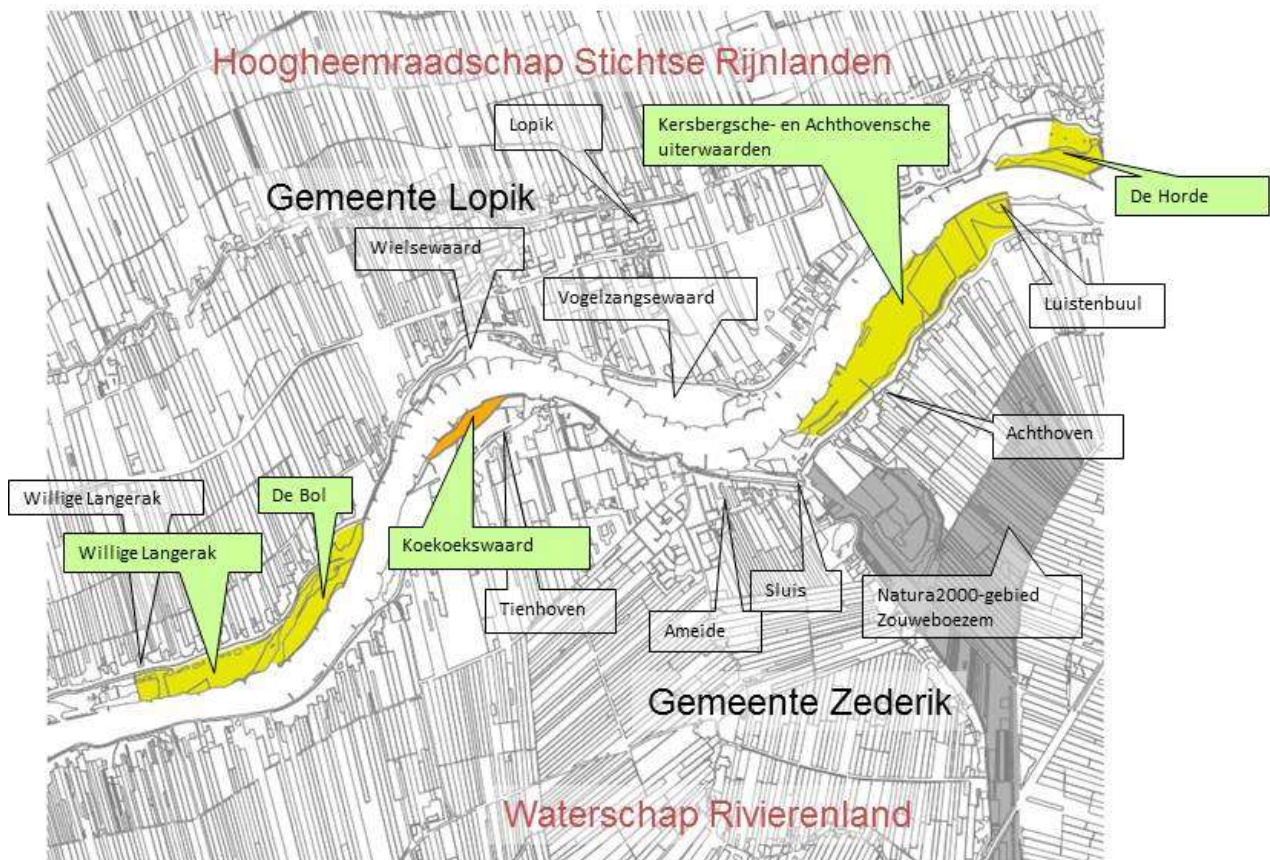 Hoogheemraadschap Stichtse Rijnlanden
Lopik
Kersbergsche- en Achthovensche
uiterwaarden
De Horde
Gemeente Lopik
Wielsewaard
Vogelzangsewaard
Luistenbuul
Achthoven
Willige Langerak
De Bol
Willige Langerak
Koekoekswaard
Tienhoven
Sluis
Ameide
Natura2000-gebied
Zouweboezem
Gemeente Zederik
Waterschap Rivierenland